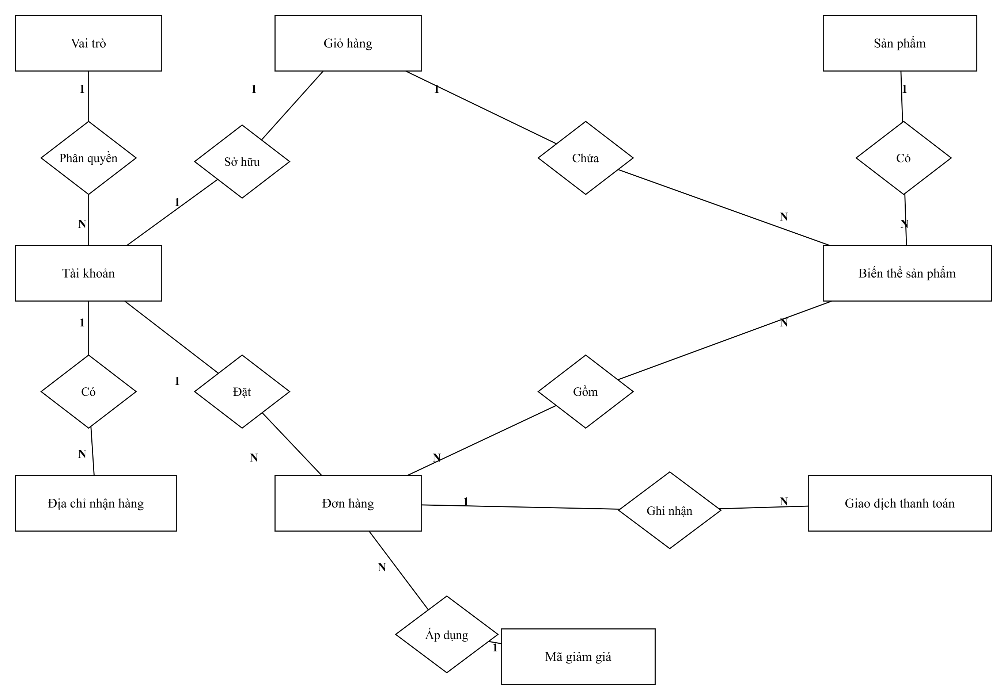 Vai trò
Giỏ hàng
Sản phẩm
1
1
1
1
Phân quyền
Sở hữu
Chứa
Có
1
N
N
N
Tài khoản
Biến thể sản phẩm
1
N
1
Có
Đặt
Gồm
N
N
N
Địa chỉ nhận hàng
Đơn hàng
1
Ghi nhận
N
Giao dịch thanh toán
N
Áp dụng
1
Mã giảm giá